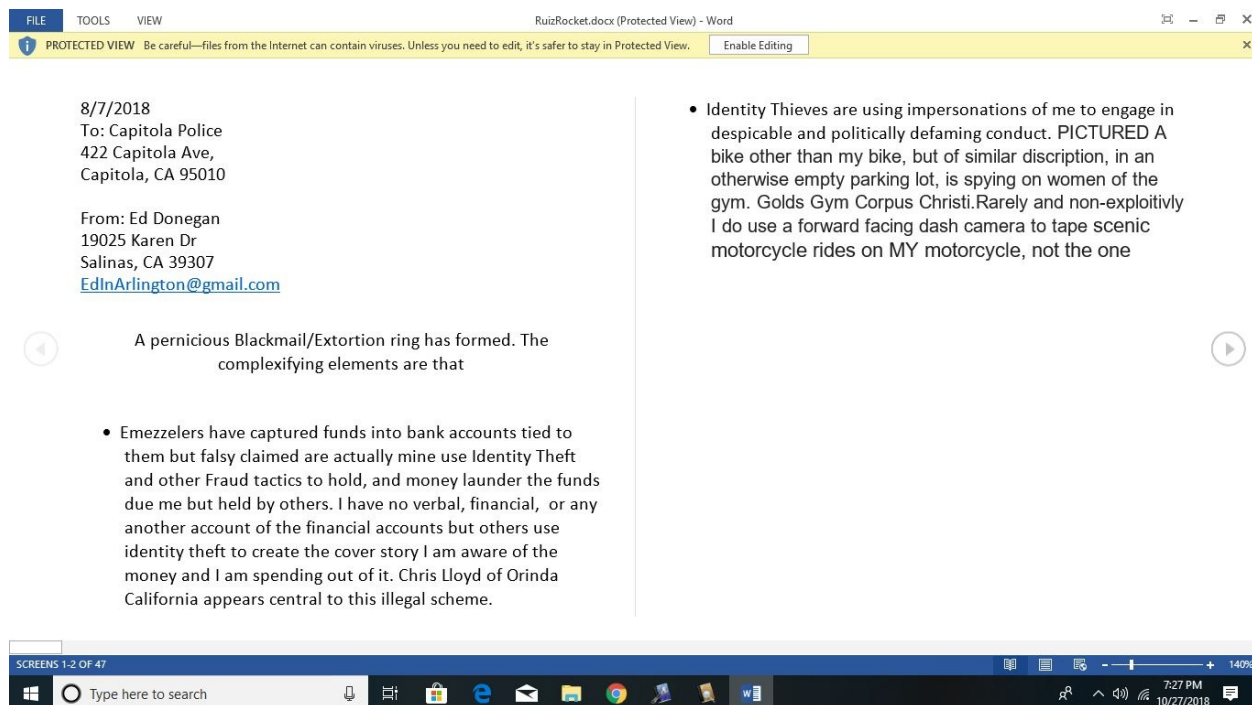 FILE TOOLS VIEW RuizRocket.docx (Protected View) - Word
PROTECTED VIEW Be careful—files from the Internet can contain viruses. Unless you need to edit, it's safer to stay in Protected View. Enable Editing
8/7/2018
To: Capitola Police
422 Capitola Ave,
Capitola, CA 95010
From: Ed Donegan
19025 Karen Dr
Salinas, CA 39307
EdInArlington@gmail.com
A pernicious Blackmail/Extortion ring has formed. The
complexifying elements are that
• Emezzelers have captured funds into bank accounts tied to
them but falsy claimed are actually mine use Identity Theft
and other Fraud tactics to hold, and money launder the funds
due me but held by others. I have no verbal, financial, or any
another account of the financial accounts but others use
identity theft to create the cover story I am aware of the
money and I am spending out of it. Chris Lloyd of Orinda
California appears central to this illegal scheme.
• Identity Thieves are using impersonations of me to engage in
despicable and politically defaming conduct. PICTURED A
bike other than my bike, but of similar discription, in an
otherwise empty parking lot, is spying on women of the
gym. Golds Gym Corpus Christi.Rarely and non-exploitivly
I do use a forward facing dash camera to tape scenic
motorcycle rides on MY motorcycle, not the one
SCREENS 1-2 OF 47 140%
Type here to search 7:27 PM
10/27/2018